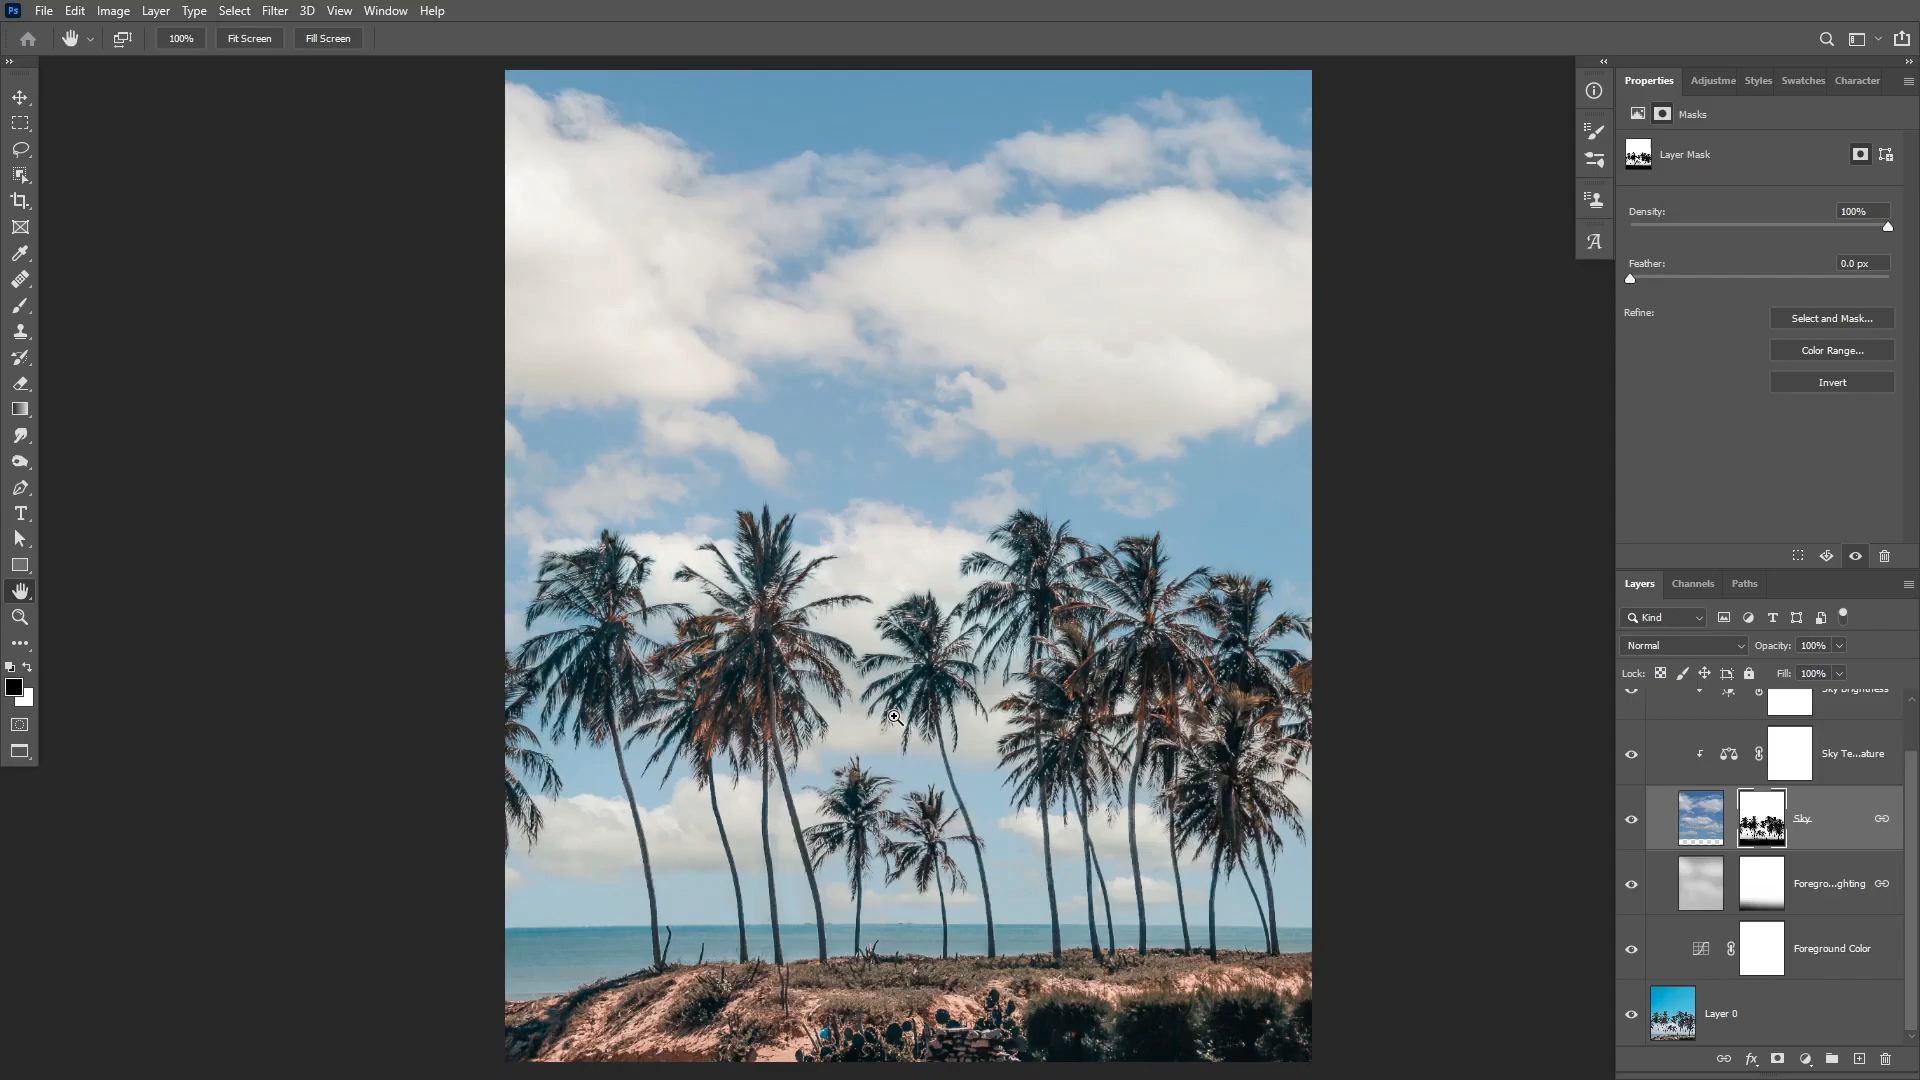 Ps File Edit Image Layer Type Select Filter 3D View Window Help
100% Fit Screen Fill Screen
Properties Adjustme Styles Swatches Character
Masks
Layer Mask
Density: 100%
Feather: 0.0 px
Refine: Select and Mask...
Color Range...
Invert
Layers Channels Paths
Kind
Normal Opacity: 100%
Lock: Fill: 100%
Sky Brightness
Sky Te...ature
Sky
Foregro...ghting
Foreground Color
Layer 0
fx